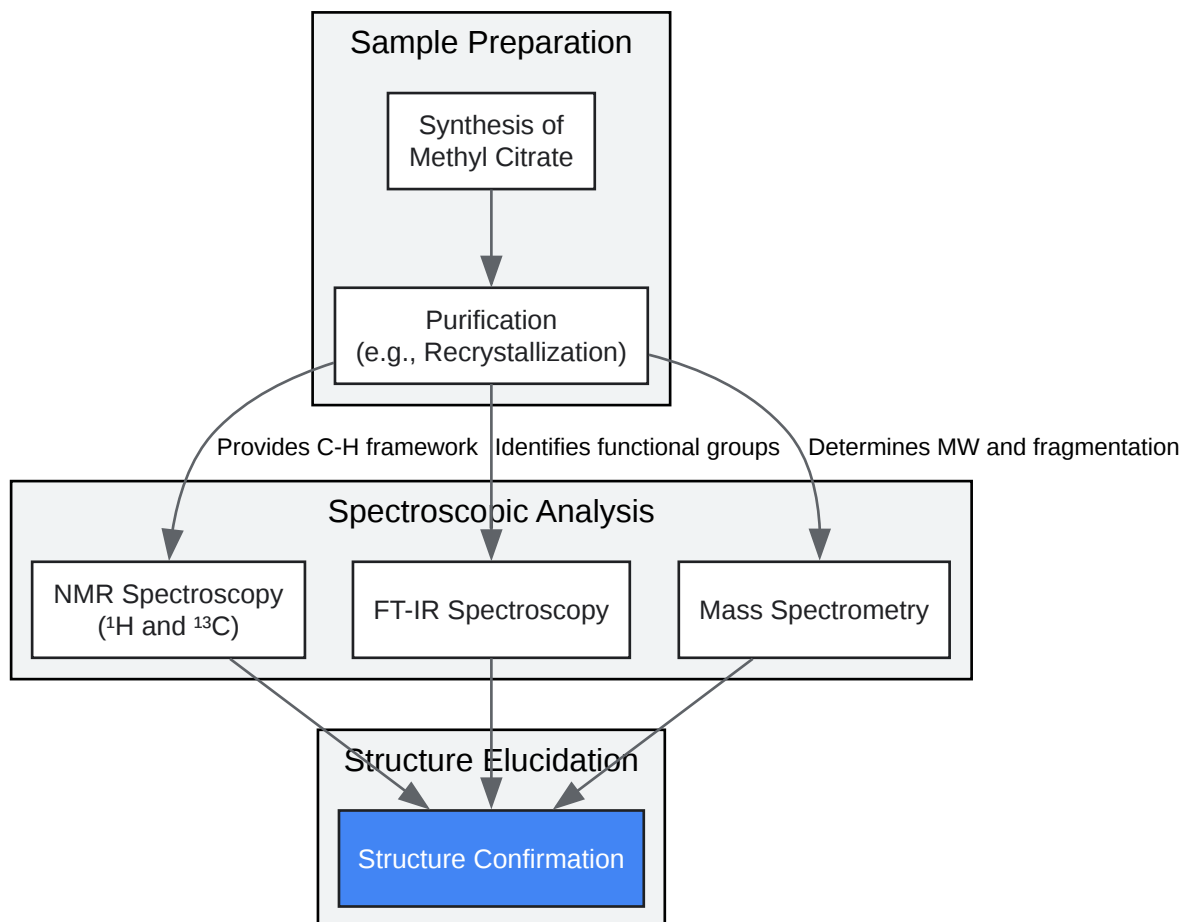 Sample Preparation
Synthesis of
Methyl Citrate
Purification
(e.g., Recrystallization)
Provides C-H framework
Identifies functional groups
Determines MW and fragmentation
Spectroscopic Analysis
NMR Spectroscopy
(¹H and ¹³C)
FT-IR Spectroscopy
Mass Spectrometry
Structure Elucidation
Structure Confirmation